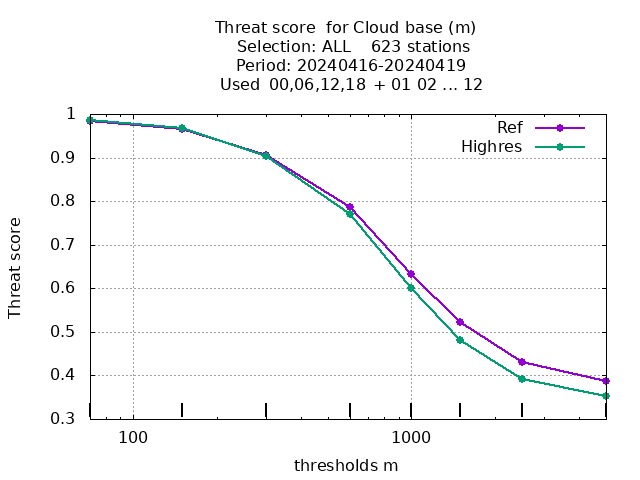 Threat score for Cloud base (m)
Selection: ALL 623 stations
Period: 20240416-20240419
Used 00,06,12,18 + 01 02 ... 12
Ref
Highres
1
0.9
0.8
0.7
0.6
0.5
0.4
0.3
Threat score
100 1000
thresholds m